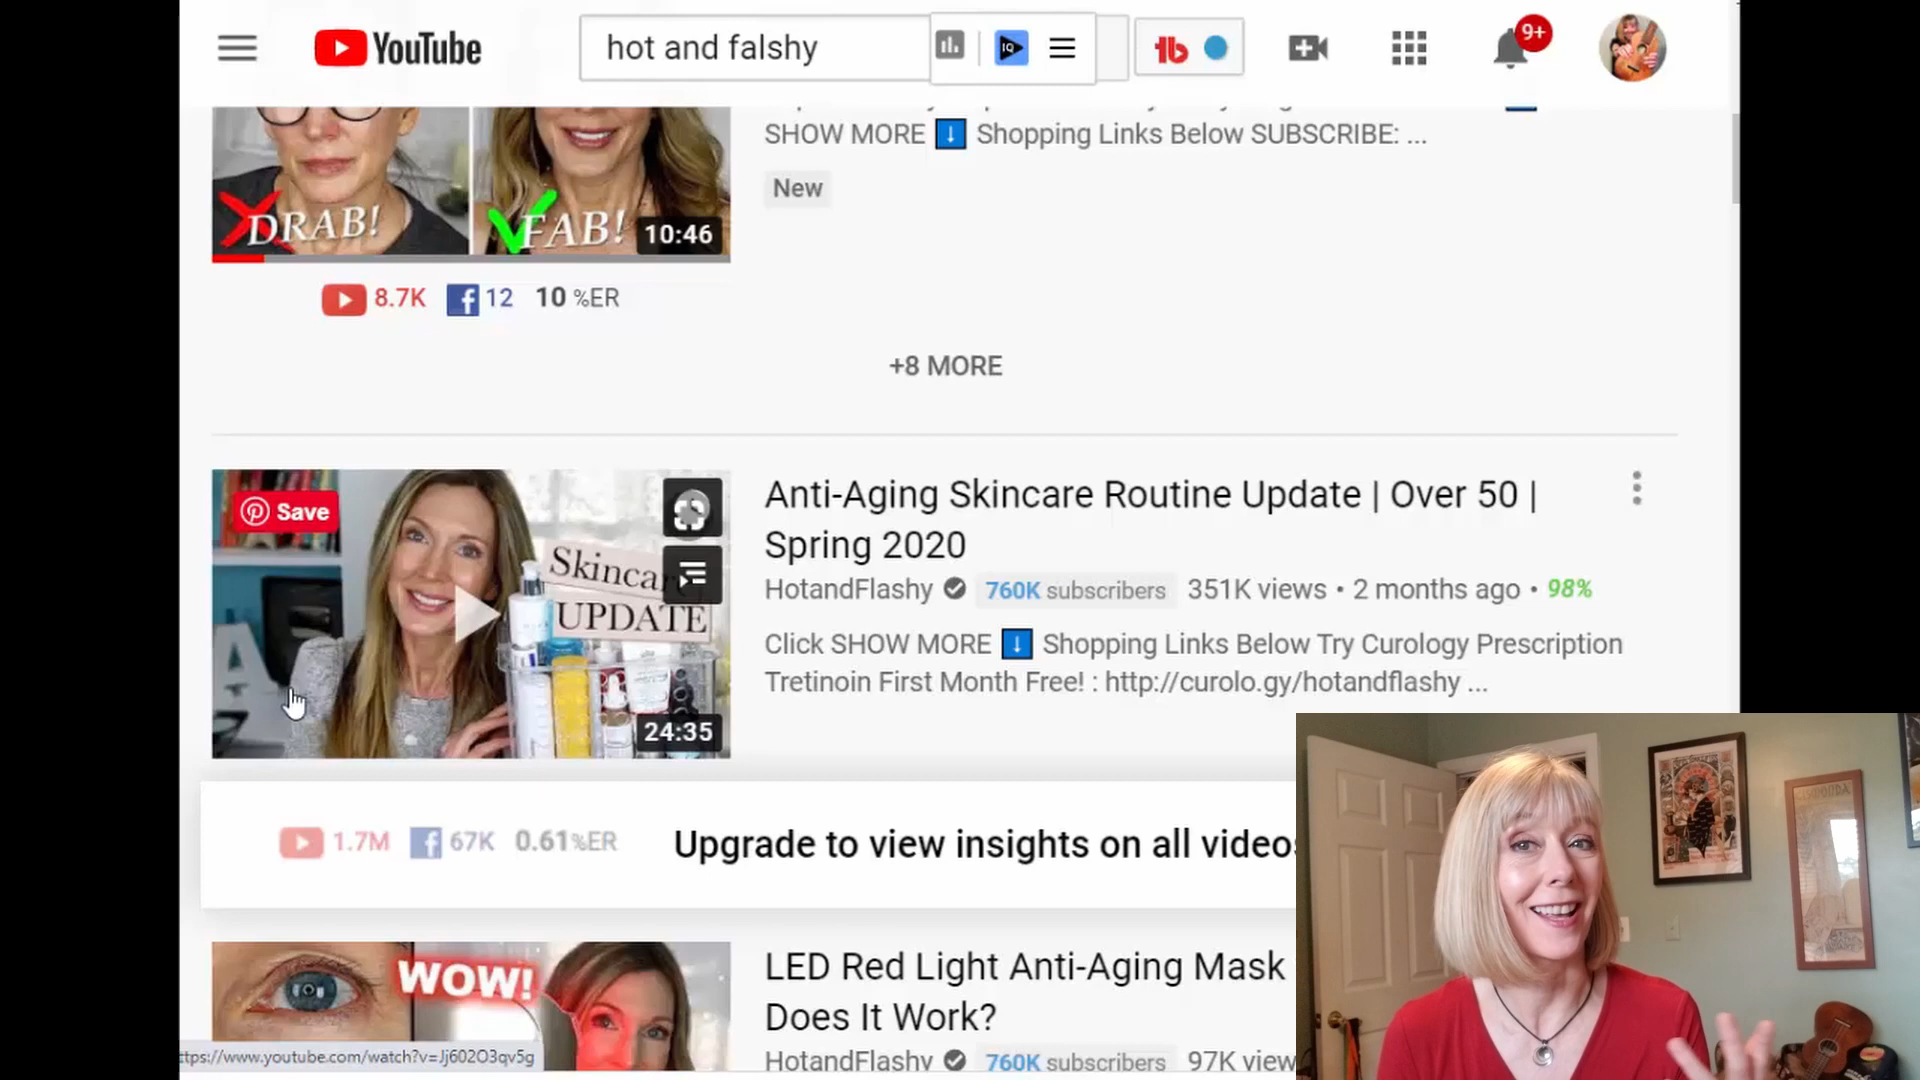 YouTube
hot and falshy
IQ
9+
SHOW MORE ↓ Shopping Links Below SUBSCRIBE: ...
New
DRAB!
FAB!
10:46
8.7K 12 10 %ER
+8 MORE
Save
Skincar
UPDATE
24:35
Anti-Aging Skincare Routine Update | Over 50 |
Spring 2020
HotandFlashy 760K subscribers 351K views • 2 months ago • 98%
Click SHOW MORE ↓ Shopping Links Below Try Curology Prescription
Tretinoin First Month Free! : http://curolo.gy/hotandflashy ...
1.7M 67K 0.61%ER
Upgrade to view insights on all videos
WOW!
LED Red Light Anti-Aging Mask
Does It Work?
HotandFlashy 760K subscribers 97K view
ttps://www.youtube.com/watch?v=Jj602O3qv5g